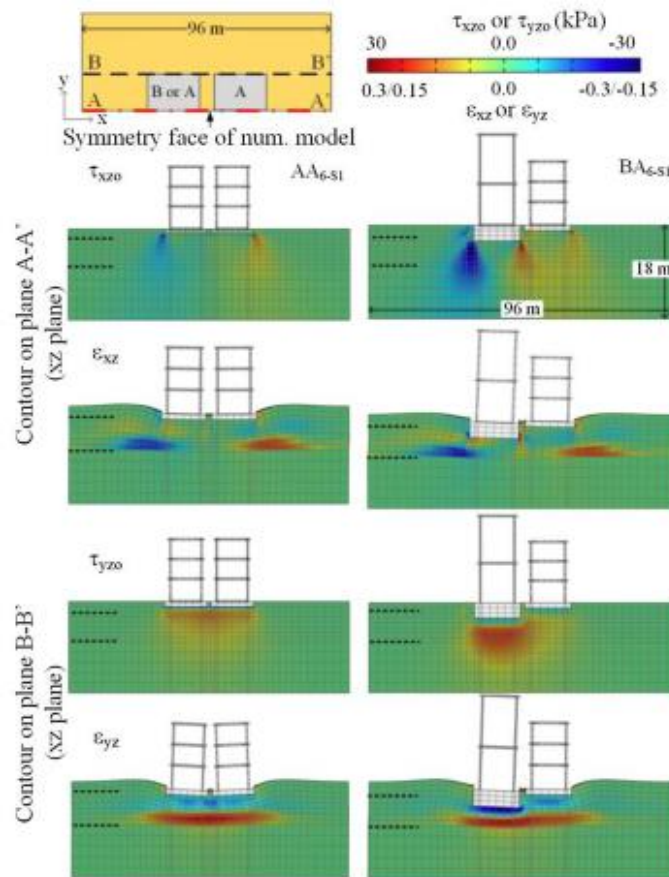 96 m
B B'
y B or A A
A A'
x
Symmetry face of num. model
τxzo or τyzo (kPa)
30 0.0 -30
0.3/0.15 0.0 -0.3/-0.15
εxz or εyz
τxzo AA6-S1 BA6-S1
18 m
96 m
Contour on plane A-A'
(xz plane)
εxz
τyzo
Contour on plane B-B'
(xz plane)
εyz